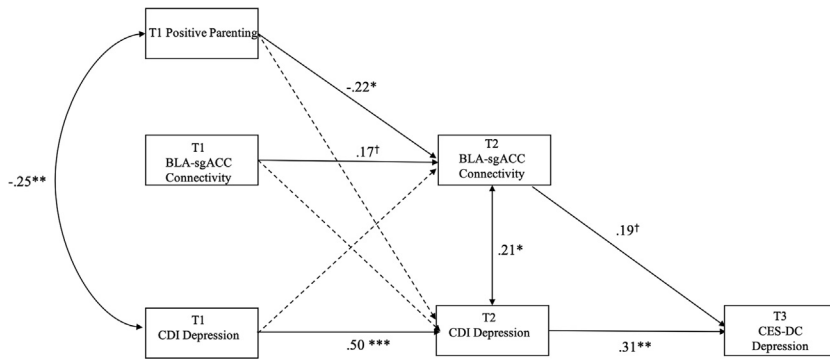 T1 Positive Parenting
-.22*
T1
BLA-sgACC
Connectivity
.17†
T2
BLA-sgACC
Connectivity
-.25**
.21*
.19†
T1
CDI Depression
.50 ***
T2
CDI Depression
.31**
T3
CES-DC
Depression